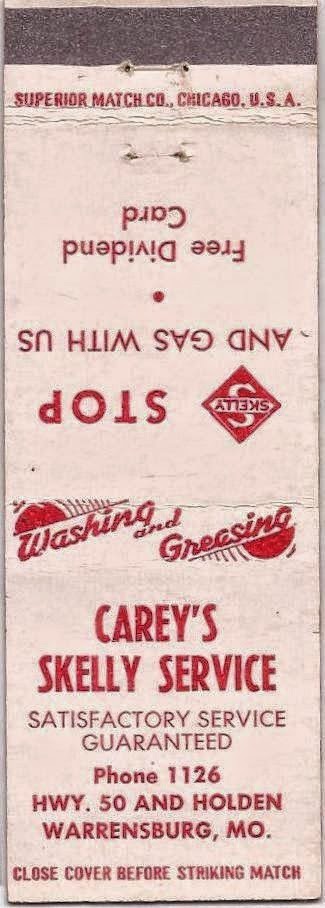 SUPERIOR MATCH CO., CHICAGO, U.S.A.
STOP
SKELLY
S
AND GAS WITH US
•
Free Dividend
Card
Washing and Greasing
CAREY'S
SKELLY SERVICE
SATISFACTORY SERVICE
GUARANTEED
Phone 1126
HWY. 50 AND HOLDEN
WARRENSBURG, MO.
CLOSE COVER BEFORE STRIKING MATCH